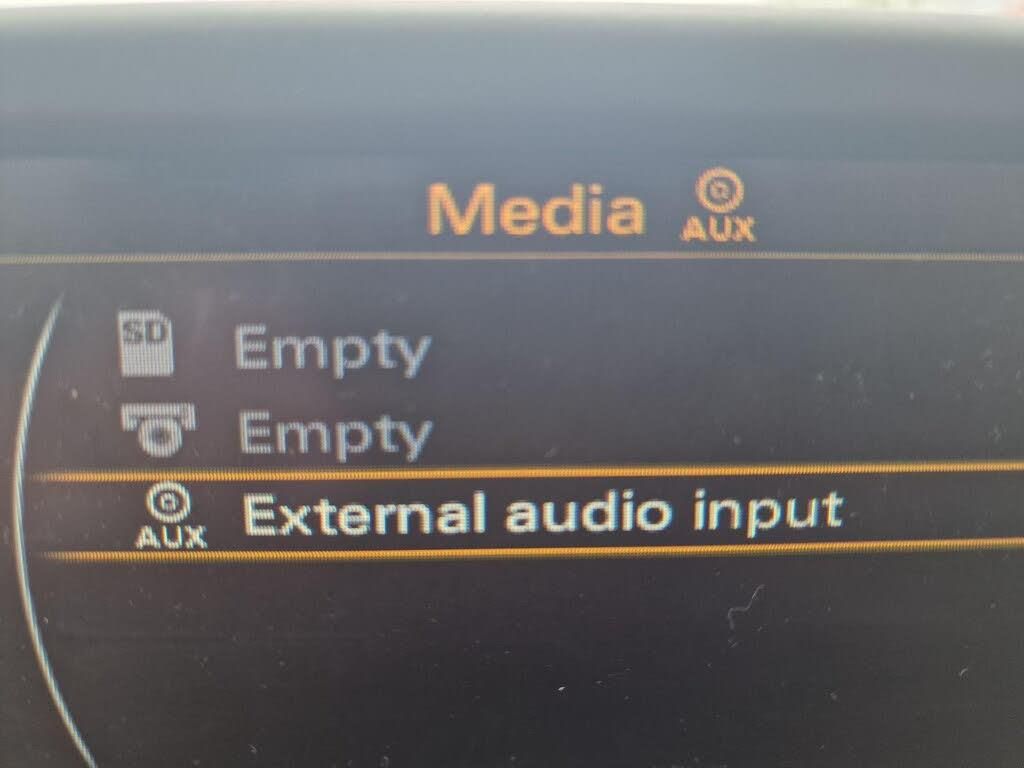 Media AUX
SD Empty
Empty
AUX External audio input